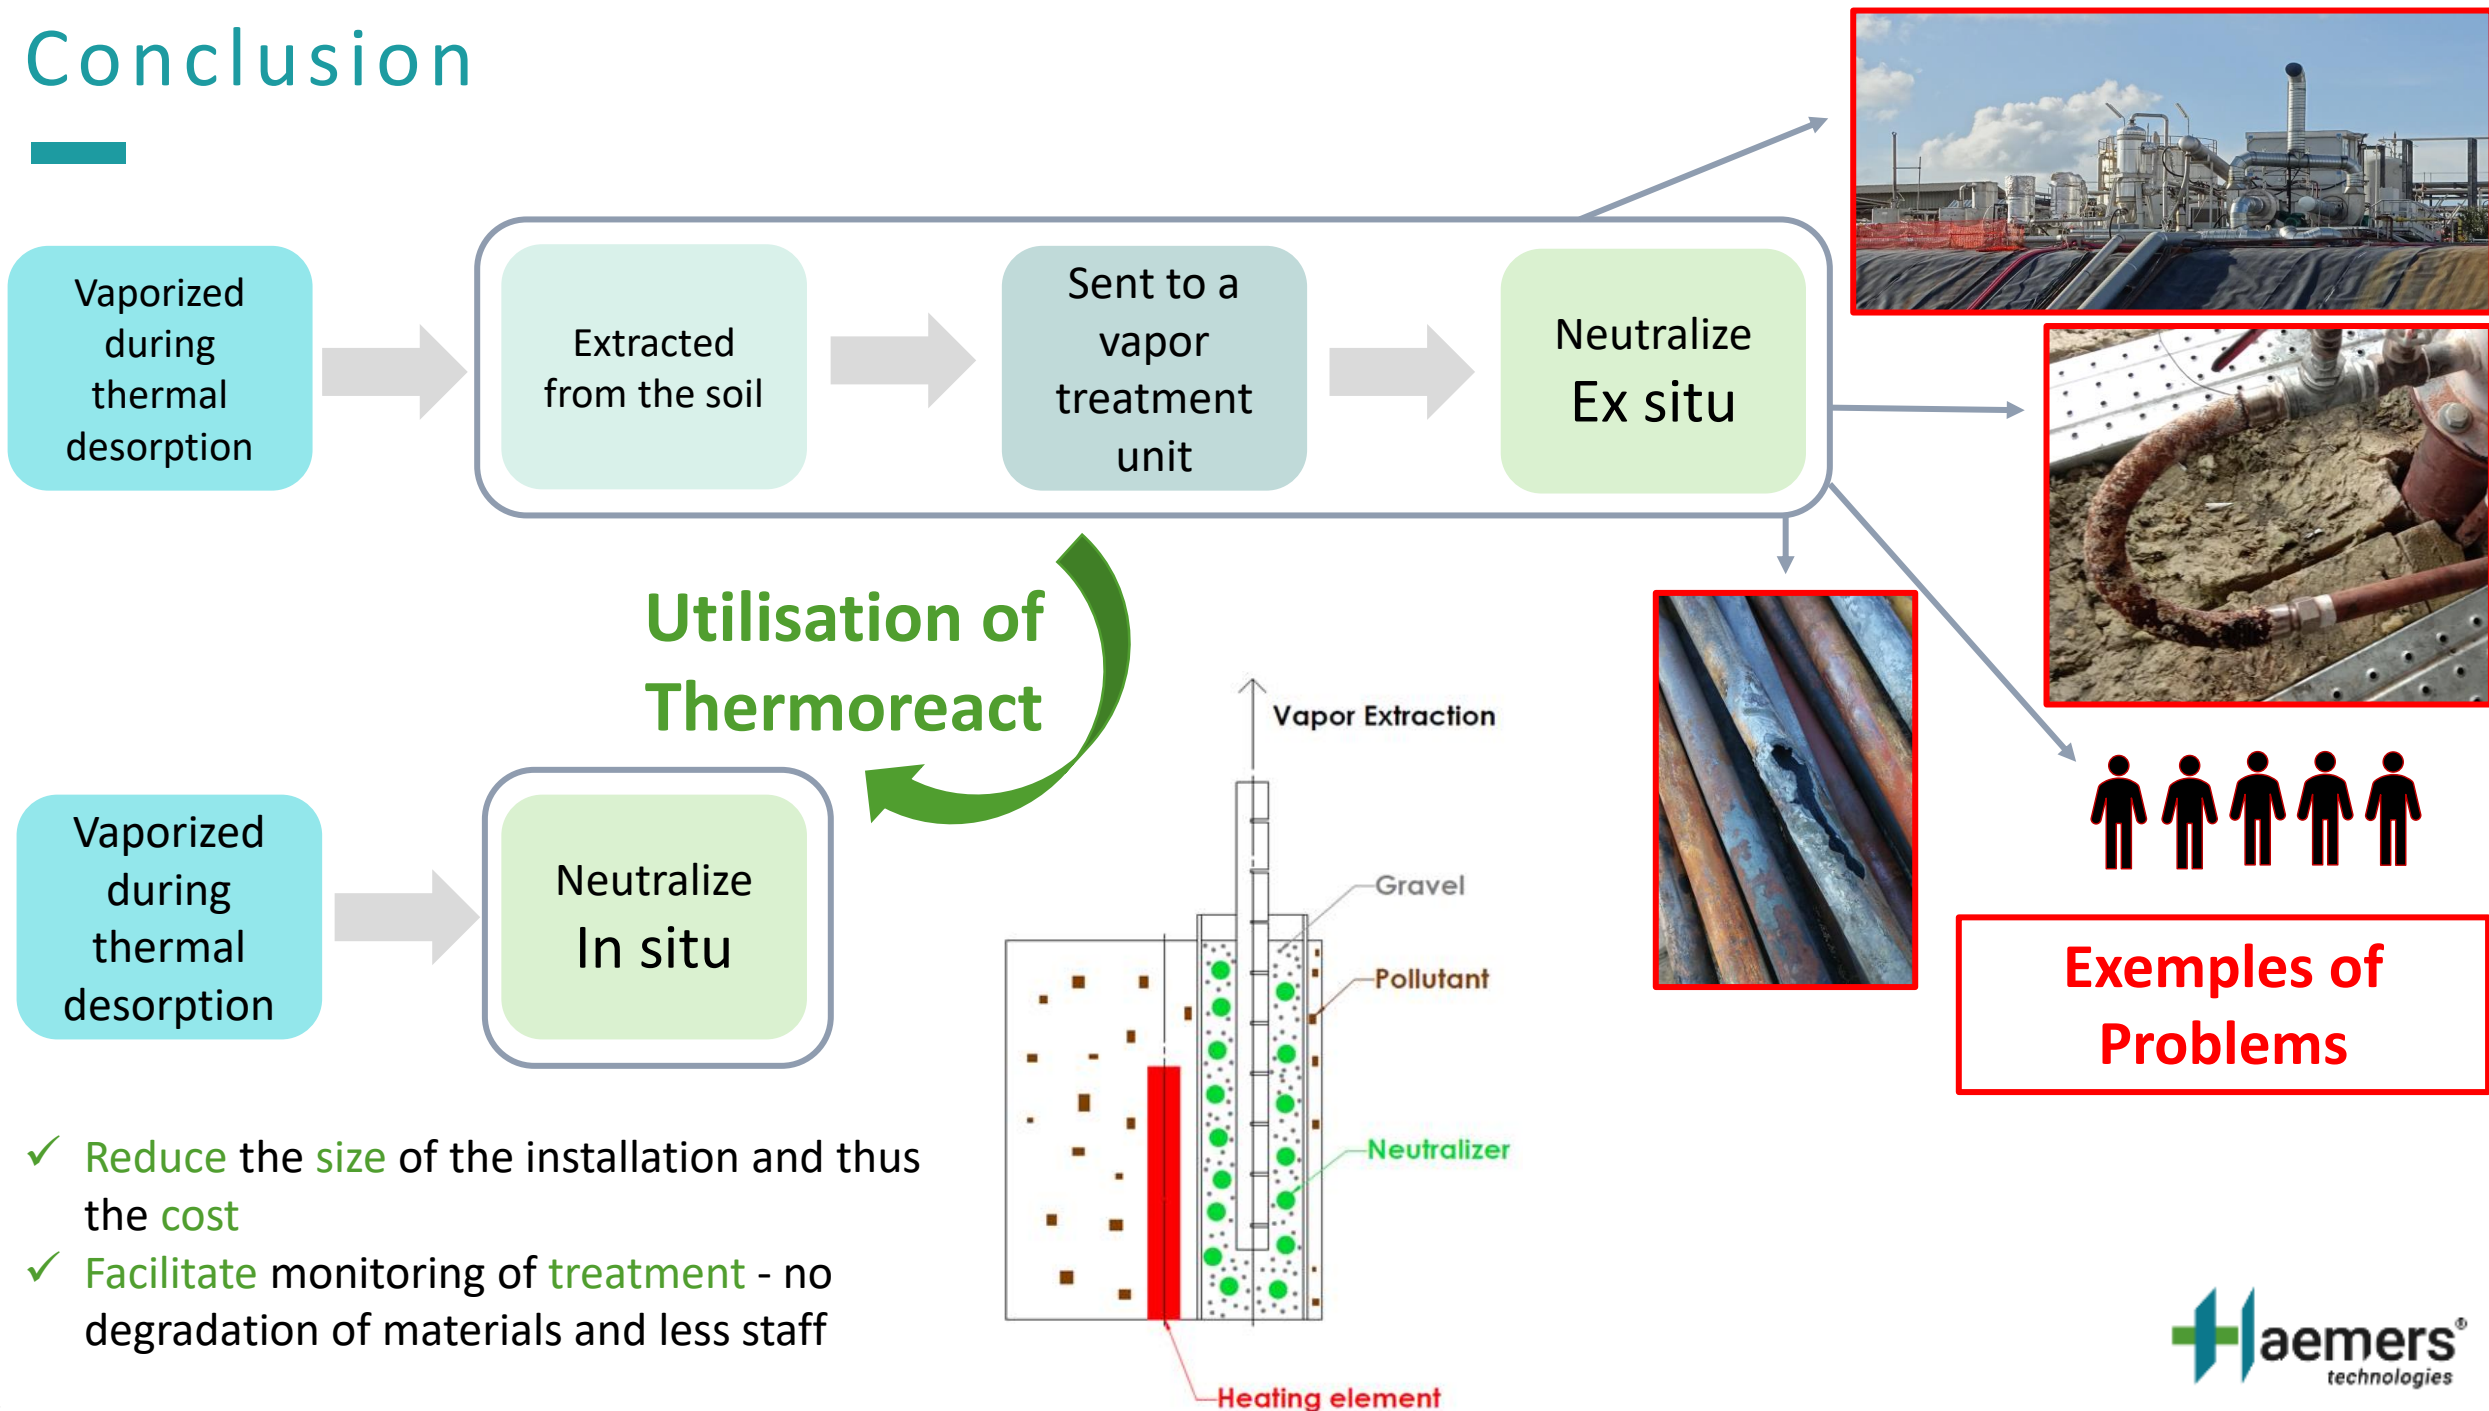 Conclusion
Vaporized
during
thermal
desorption
Extracted
from the soil
Sent to a
vapor
treatment
unit
Neutralize
Ex situ
Utilisation of
Thermoreact
Vaporized
during
thermal
desorption
Neutralize
In situ
Vapor Extraction
Gravel
Pollutant
Neutralizer
Heating element
Exemples of
Problems
✓ Reduce the size of the installation and thus
the cost
✓ Facilitate monitoring of treatment - no
degradation of materials and less staff
Haemers®
technologies